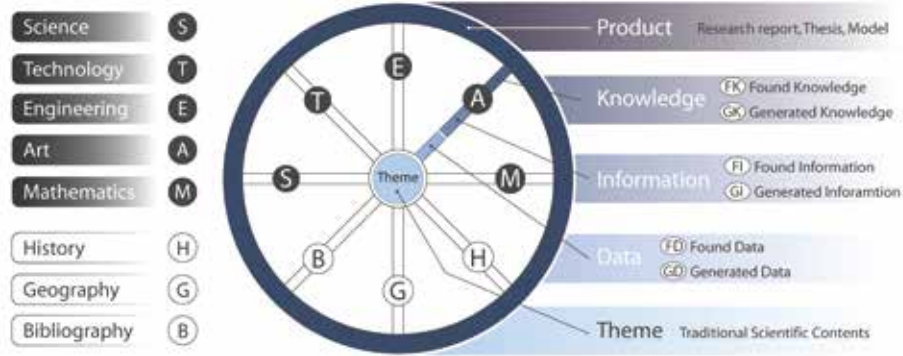 Science S
Technology T
Engineering E
Art A
Mathematics M
History H
Geography G
Bibliography B
E
T
A
S
Theme
M
B
H
G
Product Research report, Thesis, Model
Knowledge
FK Found Knowledge
GK Generated Knowledge
Information
FI Found Information
GI Generated Inforamtion
Data
FD Found Data
GD Generated Data
Theme Traditional Scientific Contents